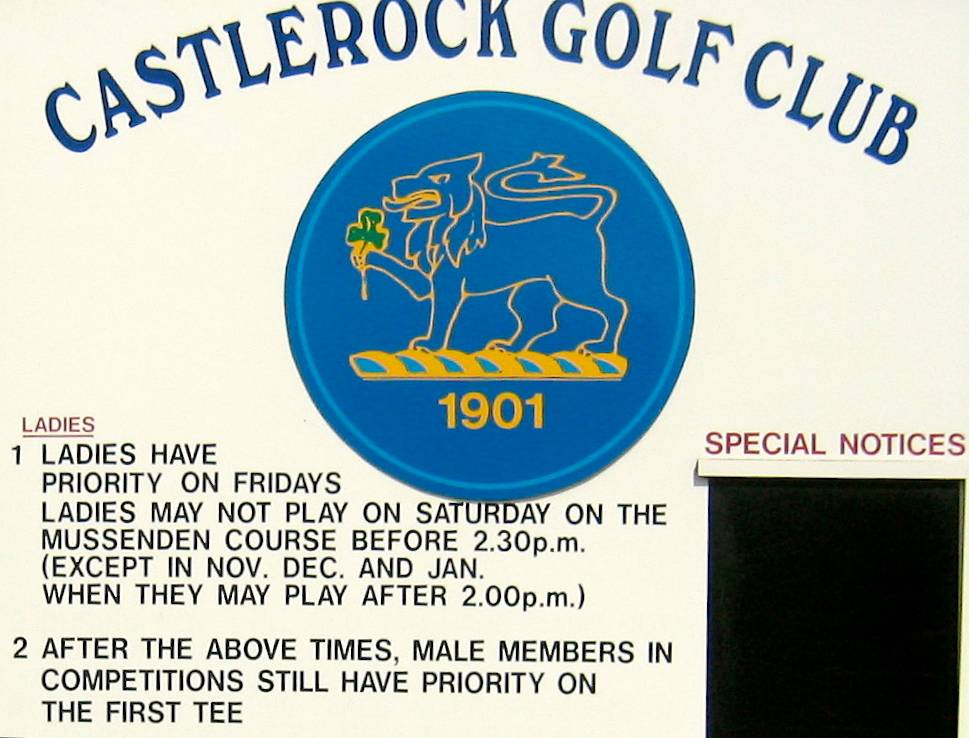 CASTLEROCK GOLF CLUB
1901
LADIES
1 LADIES HAVE
PRIORITY ON FRIDAYS
LADIES MAY NOT PLAY ON SATURDAY ON THE
MUSSENDEN COURSE BEFORE 2.30p.m.
(EXCEPT IN NOV. DEC. AND JAN.
WHEN THEY MAY PLAY AFTER 2.00p.m.)
2 AFTER THE ABOVE TIMES, MALE MEMBERS IN
COMPETITIONS STILL HAVE PRIORITY ON
THE FIRST TEE
SPECIAL NOTICES